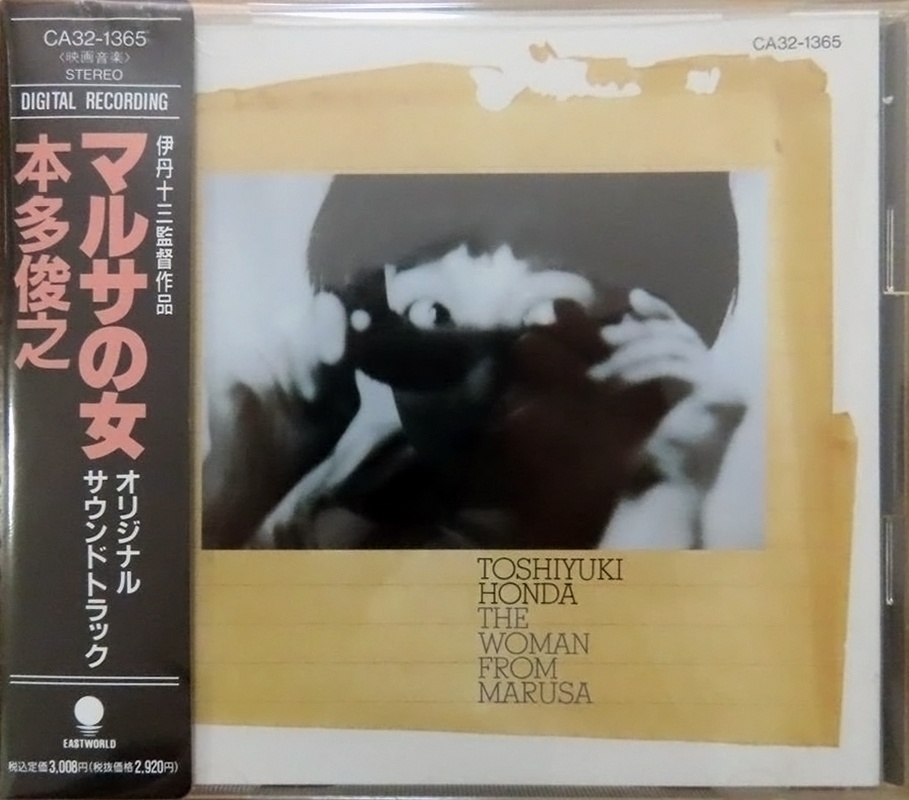 CA32-1365
〈映画音楽〉
STEREO
DIGITAL RECORDING
伊丹十三監督作品
マルサの女
本多俊之
オリジナル
サウンドトラック
EASTWORLD
税込定価3,008円(税抜価格2,920円)
CA32-1365
TOSHIYUKI
HONDA
THE
WOMAN
FROM
MARUSA